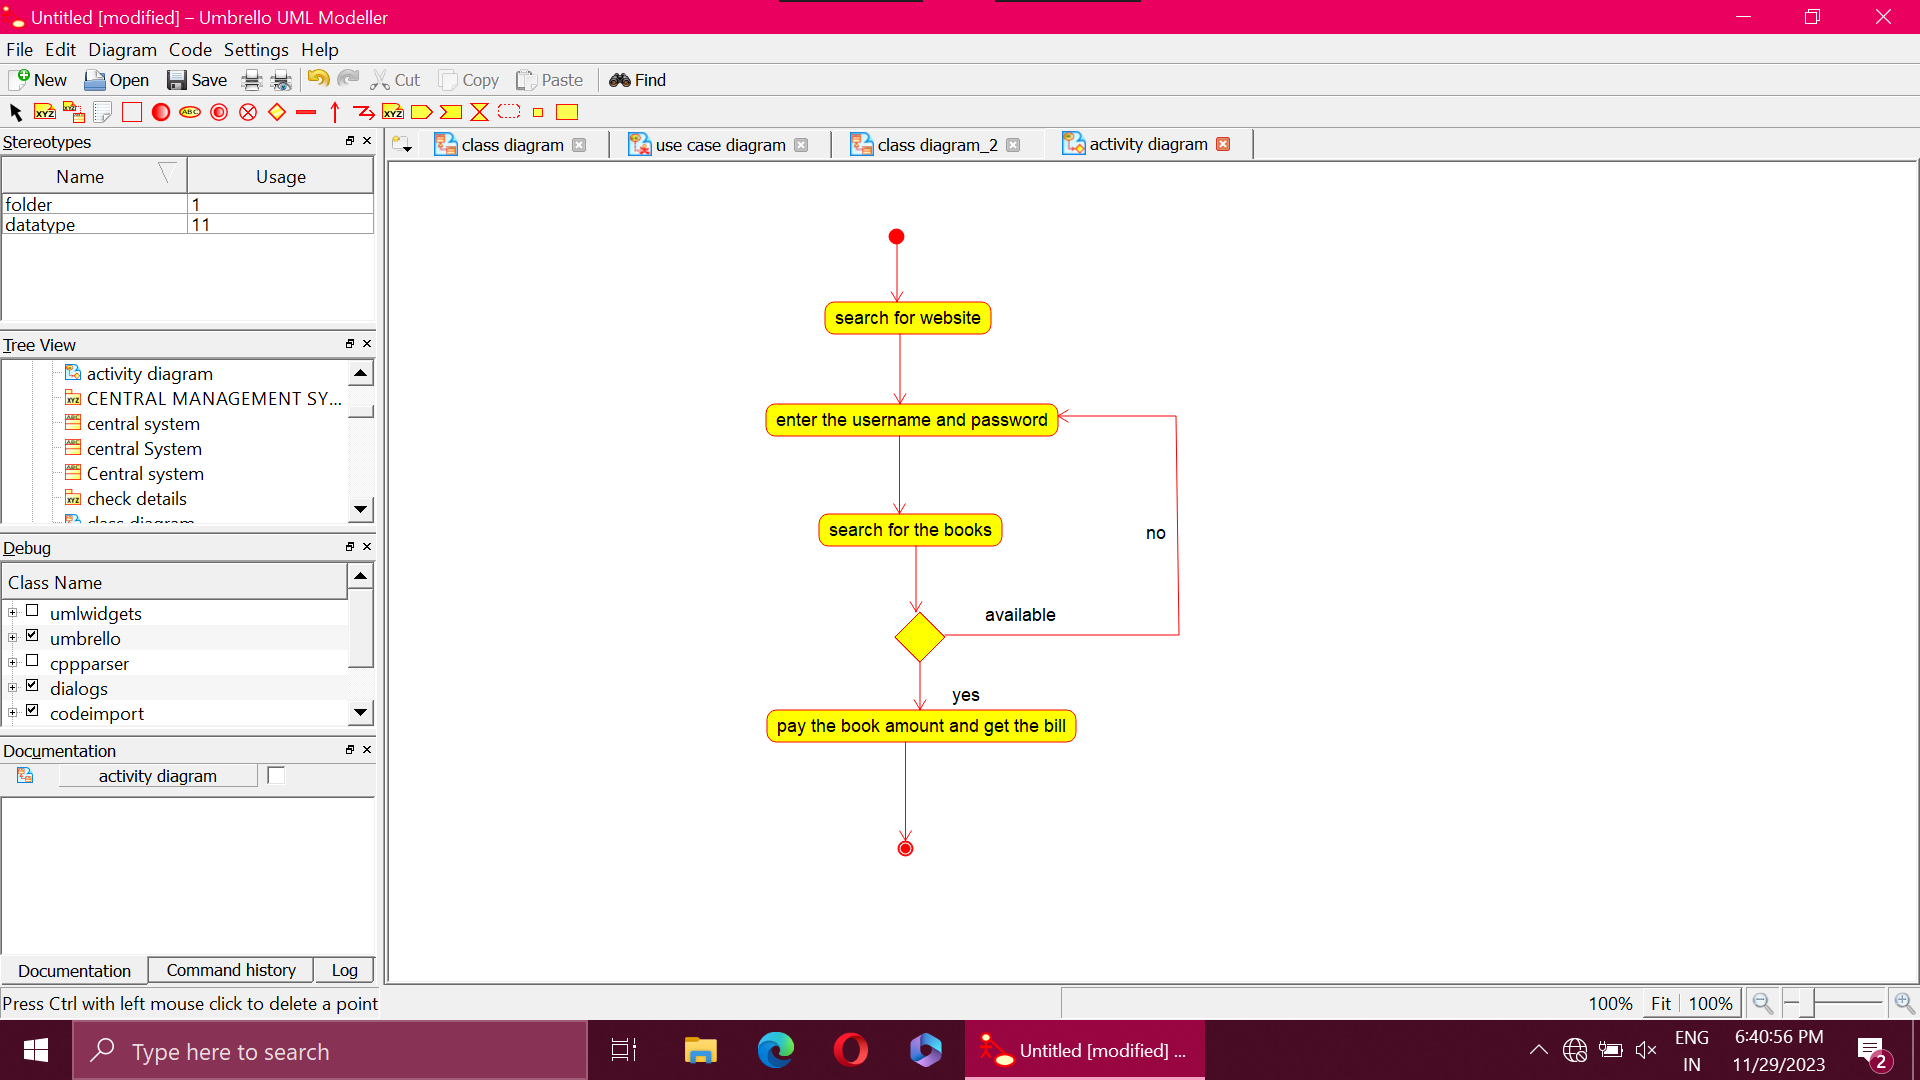 Untitled [modified] – Umbrello UML Modeller
File Edit Diagram Code Settings Help
New Open Save Cut Copy Paste Find
Stereotypes
Name Usage
folder 1
datatype 11
Tree View
activity diagram
CENTRAL MANAGEMENT SY...
central system
central System
Central system
check details
class diagram
Debug
Class Name
umlwidgets
umbrello
cppparser
dialogs
codeimport
Documentation
activity diagram
Documentation Command history Log
Press Ctrl with left mouse click to delete a point
class diagram use case diagram class diagram_2 activity diagram
search for website
enter the username and password
search for the books
no
available
yes
pay the book amount and get the bill
100% Fit 100%
Type here to search
Untitled [modified] ...
ENG
IN
6:40:56 PM
11/29/2023
2